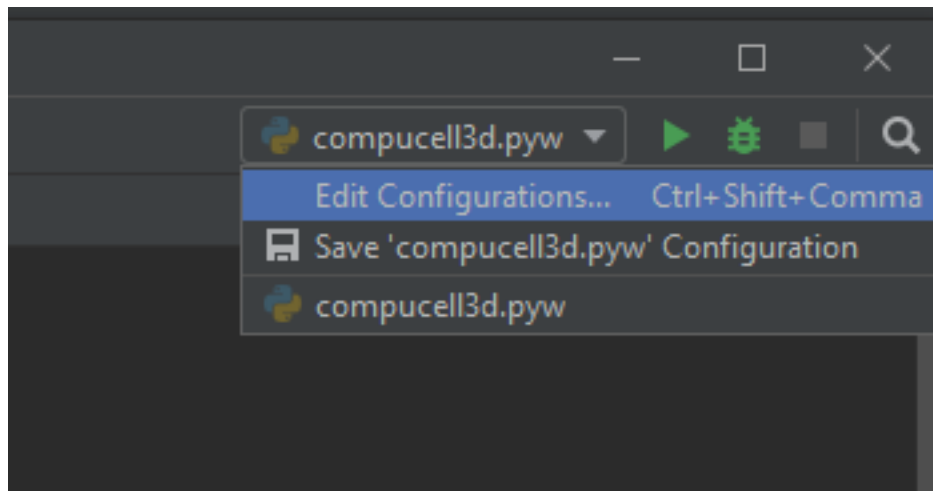 compucell3d.pyw
Edit Configurations... Ctrl+Shift+Comma
Save 'compucell3d.pyw' Configuration
compucell3d.pyw